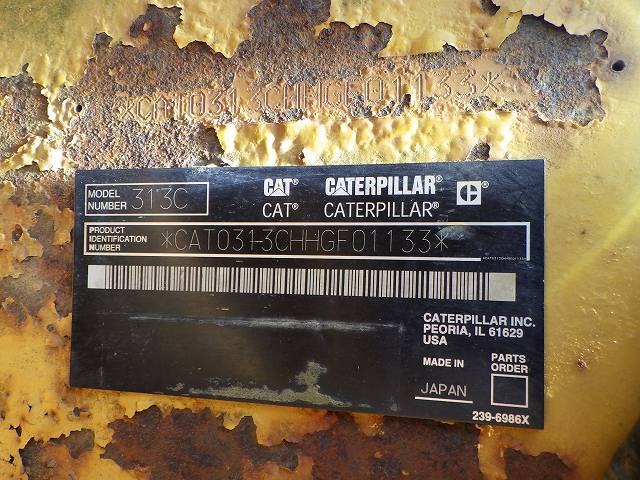 *CAT0313CHHGF01133*
MODEL NUMBER 313C
CAT® CATERPILLAR®
CAT® CATERPILLAR®
PRODUCT IDENTIFICATION NUMBER *CAT0313CHHGF01133*
CATERPILLAR INC.
PEORIA, IL 61629
USA
MADE IN
JAPAN
PARTS ORDER
239-6986X